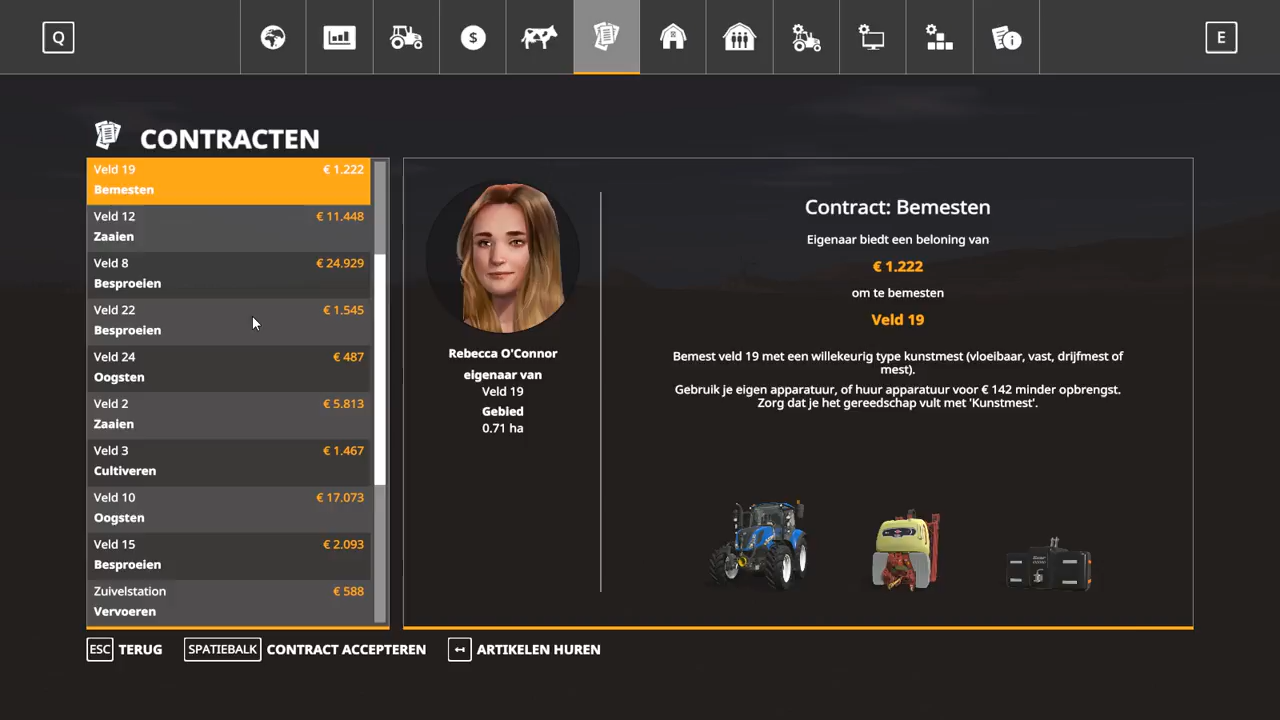 Q
$
E
CONTRACTEN
Veld 19 € 1.222
Bemesten
Veld 12 € 11.448
Zaaien
Veld 8 € 24.929
Besproeien
Veld 22 € 1.545
Besproeien
Veld 24 € 487
Oogsten
Veld 2 € 5.813
Zaaien
Veld 3 € 1.467
Cultiveren
Veld 10 € 17.073
Oogsten
Veld 15 € 2.093
Besproeien
Zuivelstation € 588
Vervoeren
Rebecca O'Connor
eigenaar van
Veld 19
Gebied
0.71 ha
Contract: Bemesten
Eigenaar biedt een beloning van
€ 1.222
om te bemesten
Veld 19
Bemest veld 19 met een willekeurig type kunstmest (vloeibaar, vast, drijfmest of
mest).
Gebruik je eigen apparatuur, of huur apparatuur voor € 142 minder opbrengst.
Zorg dat je het gereedschap vult met 'Kunstmest'.
ESC TERUG SPATIEBALK CONTRACT ACCEPTEREN ↔ ARTIKELEN HUREN